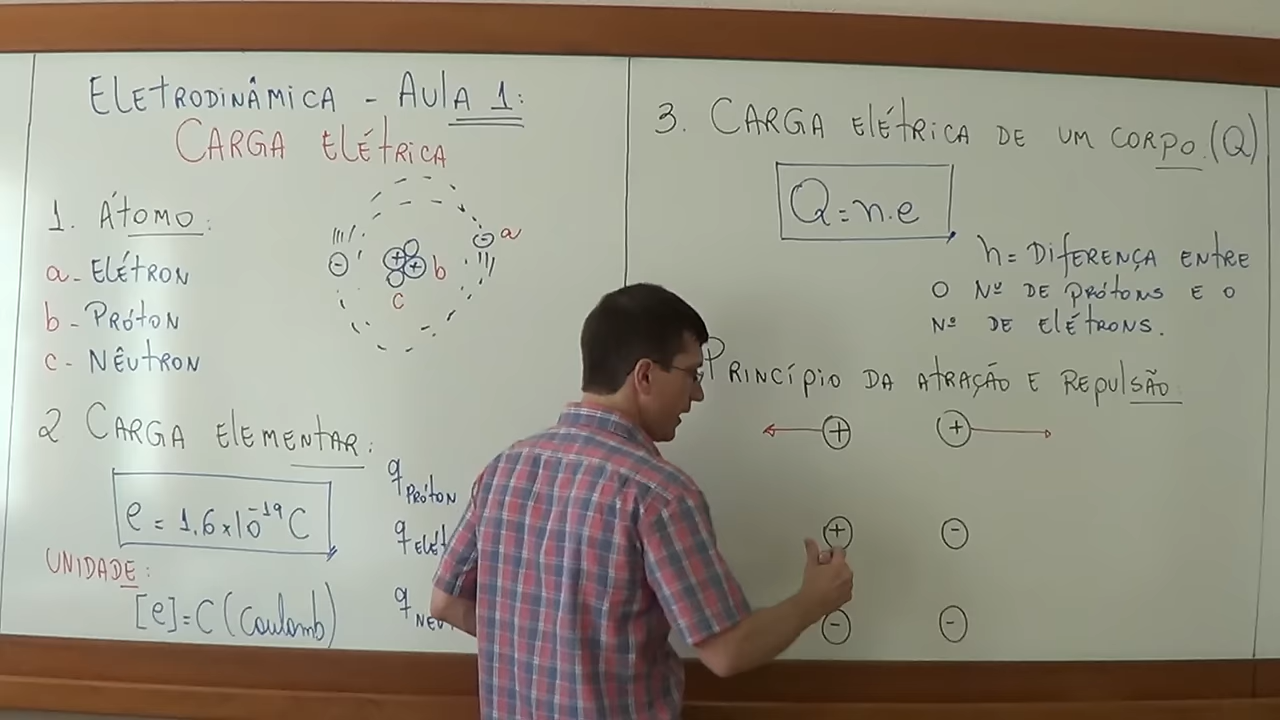 Eletrodinâmica - Aula 1:
Carga elétrica
1. Átomo:
a - Elétron
b - Próton
c - Nêutron
- a
+ + b
-
c
2 Carga elementar:
e = 1,6 x 10⁻¹⁹ C
Unidade:
[e] = C (Coulomb)
q Próton
q
q
3. Carga elétrica de um corpo. (Q)
Q = n.e
n = Diferença entre
o nº de prótons e o
nº de elétrons.
Princípio da atração e repulsão
+ +
+ -
- -